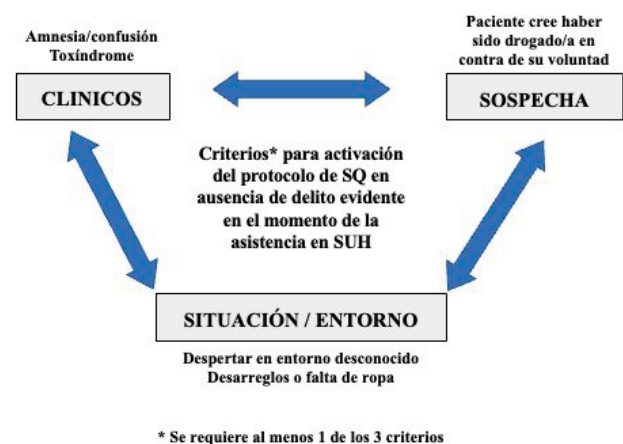 Amnesia/confusión
Toxíndrome
CLINICOS
Paciente cree haber
sido drogado/a en
contra de su voluntad
SOSPECHA
Criterios* para activación
del protocolo de SQ en
ausencia de delito evidente
en el momento de la
asistencia en SUH
SITUACIÓN / ENTORNO
Despertar en entorno desconocido
Desarreglos o falta de ropa
* Se requiere al menos 1 de los 3 criterios